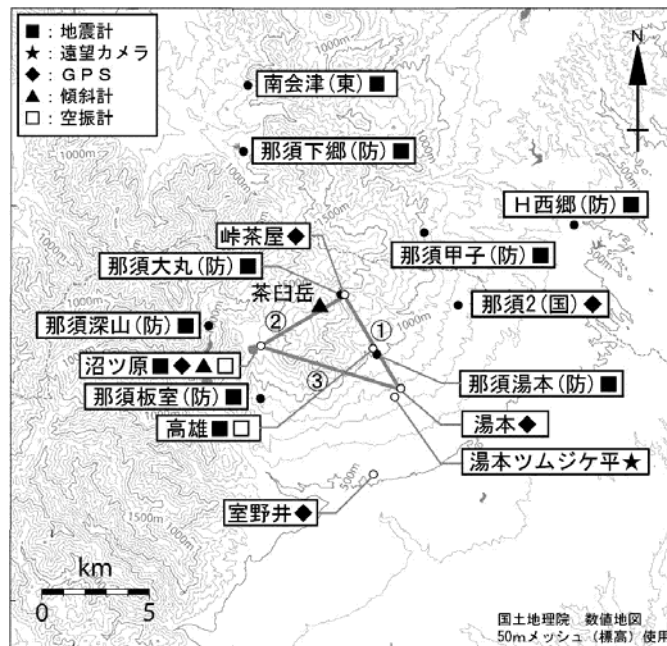 ■：地震計
★：遠望カメラ
◆：ＧＰＳ
▲：傾斜計
□：空振計
N
1000m
南会津(東)■
1000m
那須下郷(防)■
1500m
500m
Ｈ西郷(防)■
峠茶屋◆
那須甲子(防)■
那須大丸(防)■
茶臼岳
那須2(国)◆
那須深山(防)■
②
①
1000m
沼ツ原■◆▲□
③
那須板室(防)■
那須湯本(防)■
高雄■□
湯本◆
湯本ツムジケ平★
500m
室野井◆
1500m
1000m
km
0 5
国土地理院　数値地図
50mメッシュ（標高）使用